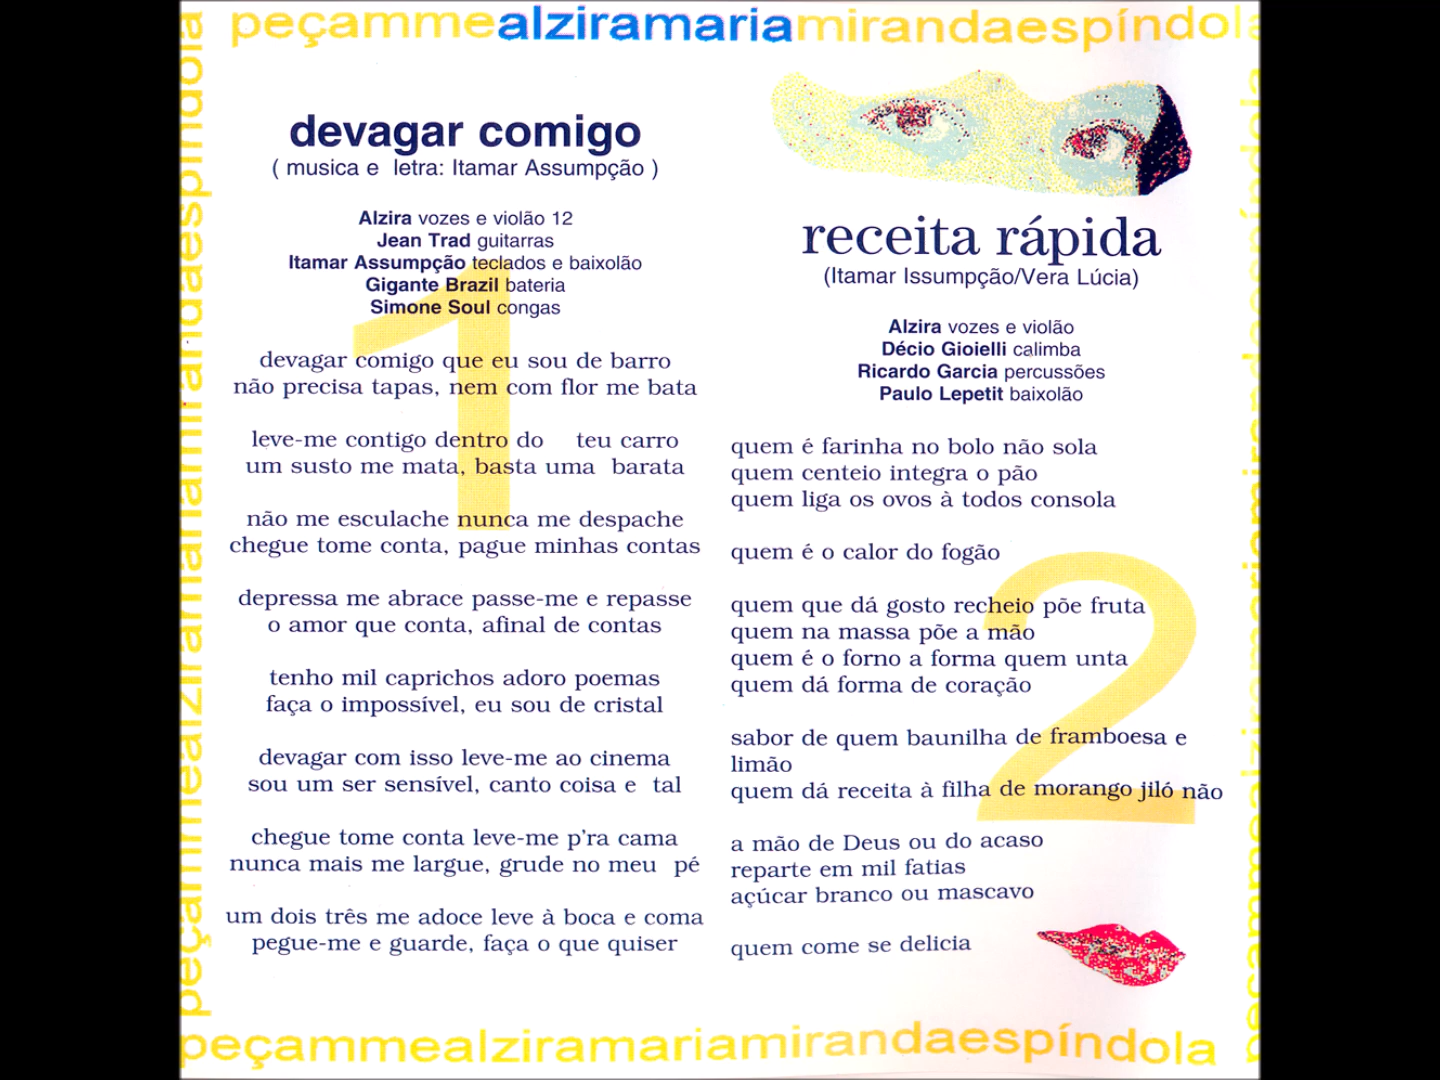 peçammealziramariamirandaespíndola
devagar comigo
( musica e letra: Itamar Assumpção )
Alzira vozes e violão 12
Jean Trad guitarras
Itamar Assumpção teclados e baixolão
Gigante Brazil bateria
Simone Soul congas
1
devagar comigo que eu sou de barro
não precisa tapas, nem com flor me bata
leve-me contigo dentro do teu carro
um susto me mata, basta uma barata
não me esculache nunca me despache
chegue tome conta, pague minhas contas
depressa me abrace passe-me e repasse
o amor que conta, afinal de contas
tenho mil caprichos adoro poemas
faça o impossível, eu sou de cristal
devagar com isso leve-me ao cinema
sou um ser sensível, canto coisa e tal
chegue tome conta leve-me p'ra cama
nunca mais me largue, grude no meu pé
um dois três me adoce leve à boca e coma
pegue-me e guarde, faça o que quiser
receita rápida
(Itamar Issumpção/Vera Lúcia)
Alzira vozes e violão
Décio Gioielli calimba
Ricardo Garcia percussões
Paulo Lepetit baixolão
2
quem é farinha no bolo não sola
quem centeio integra o pão
quem liga os ovos à todos consola
quem é o calor do fogão
quem que dá gosto recheio põe fruta
quem na massa põe a mão
quem é o forno a forma quem unta
quem dá forma de coração
sabor de quem baunilha de framboesa e
limão
quem dá receita à filha de morango jiló não
a mão de Deus ou do acaso
reparte em mil fatias
açúcar branco ou mascavo
quem come se delicia
peçammealziramariamirandaespíndola